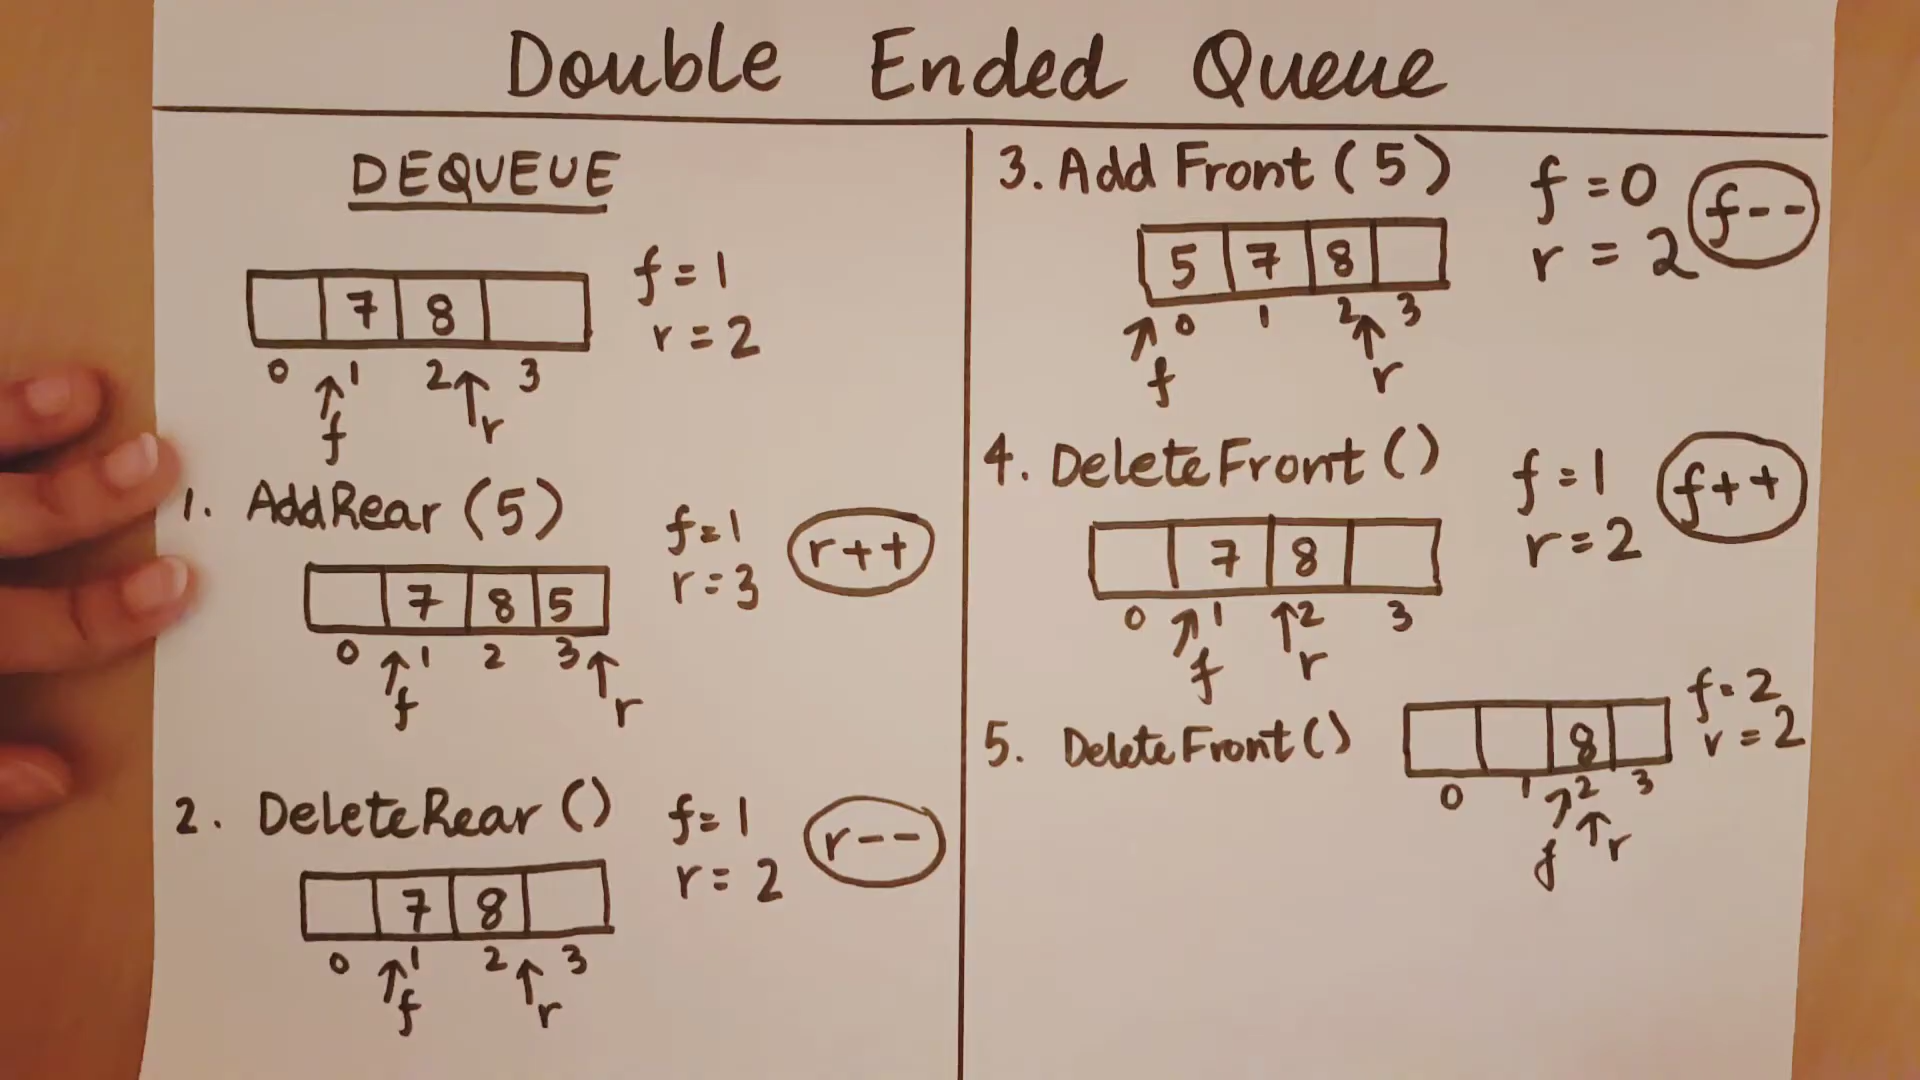 Double Ended Queue
DEQUEUE
7 8
f = 1
r = 2
0 1 2 3
f r
1. AddRear (5)
f = 1
r = 3
r++
7 8 5
0 1 2 3
f r
2. DeleteRear ()
f = 1
r = 2
r--
7 8
0 1 2 3
f r
3. Add Front (5)
f = 0
r = 2
f--
5 7 8
0 1 2 3
f r
4. DeleteFront ()
f = 1
r = 2
f++
7 8
0 1 2 3
f r
5. DeleteFront ()
8
f = 2
r = 2
0 1 2 3
f r